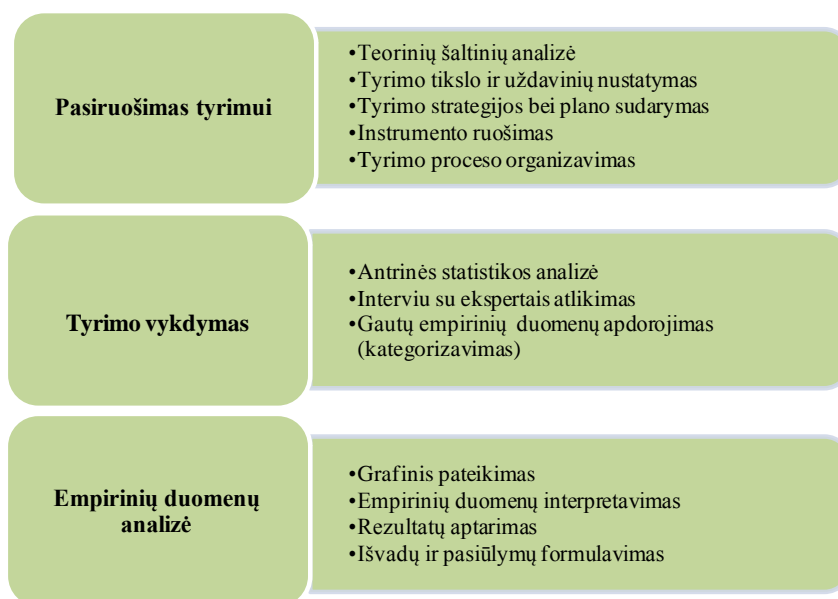 Pasiruošimas tyrimui
•Teorinių šaltinių analizė
•Tyrimo tikslo ir uždavinių nustatymas
•Tyrimo strategijos bei plano sudarymas
•Instrumento ruošimas
•Tyrimo proceso organizavimas
Tyrimo vykdymas
•Antrinės statistikos analizė
•Interviu su ekspertais atlikimas
•Gautų empirinių duomenų apdorojimas
(kategorizavimas)
Empirinių duomenų
analizė
•Grafinis pateikimas
•Empirinių duomenų interpretavimas
•Rezultatų aptarimas
•Išvadų ir pasiūlymų formulavimas